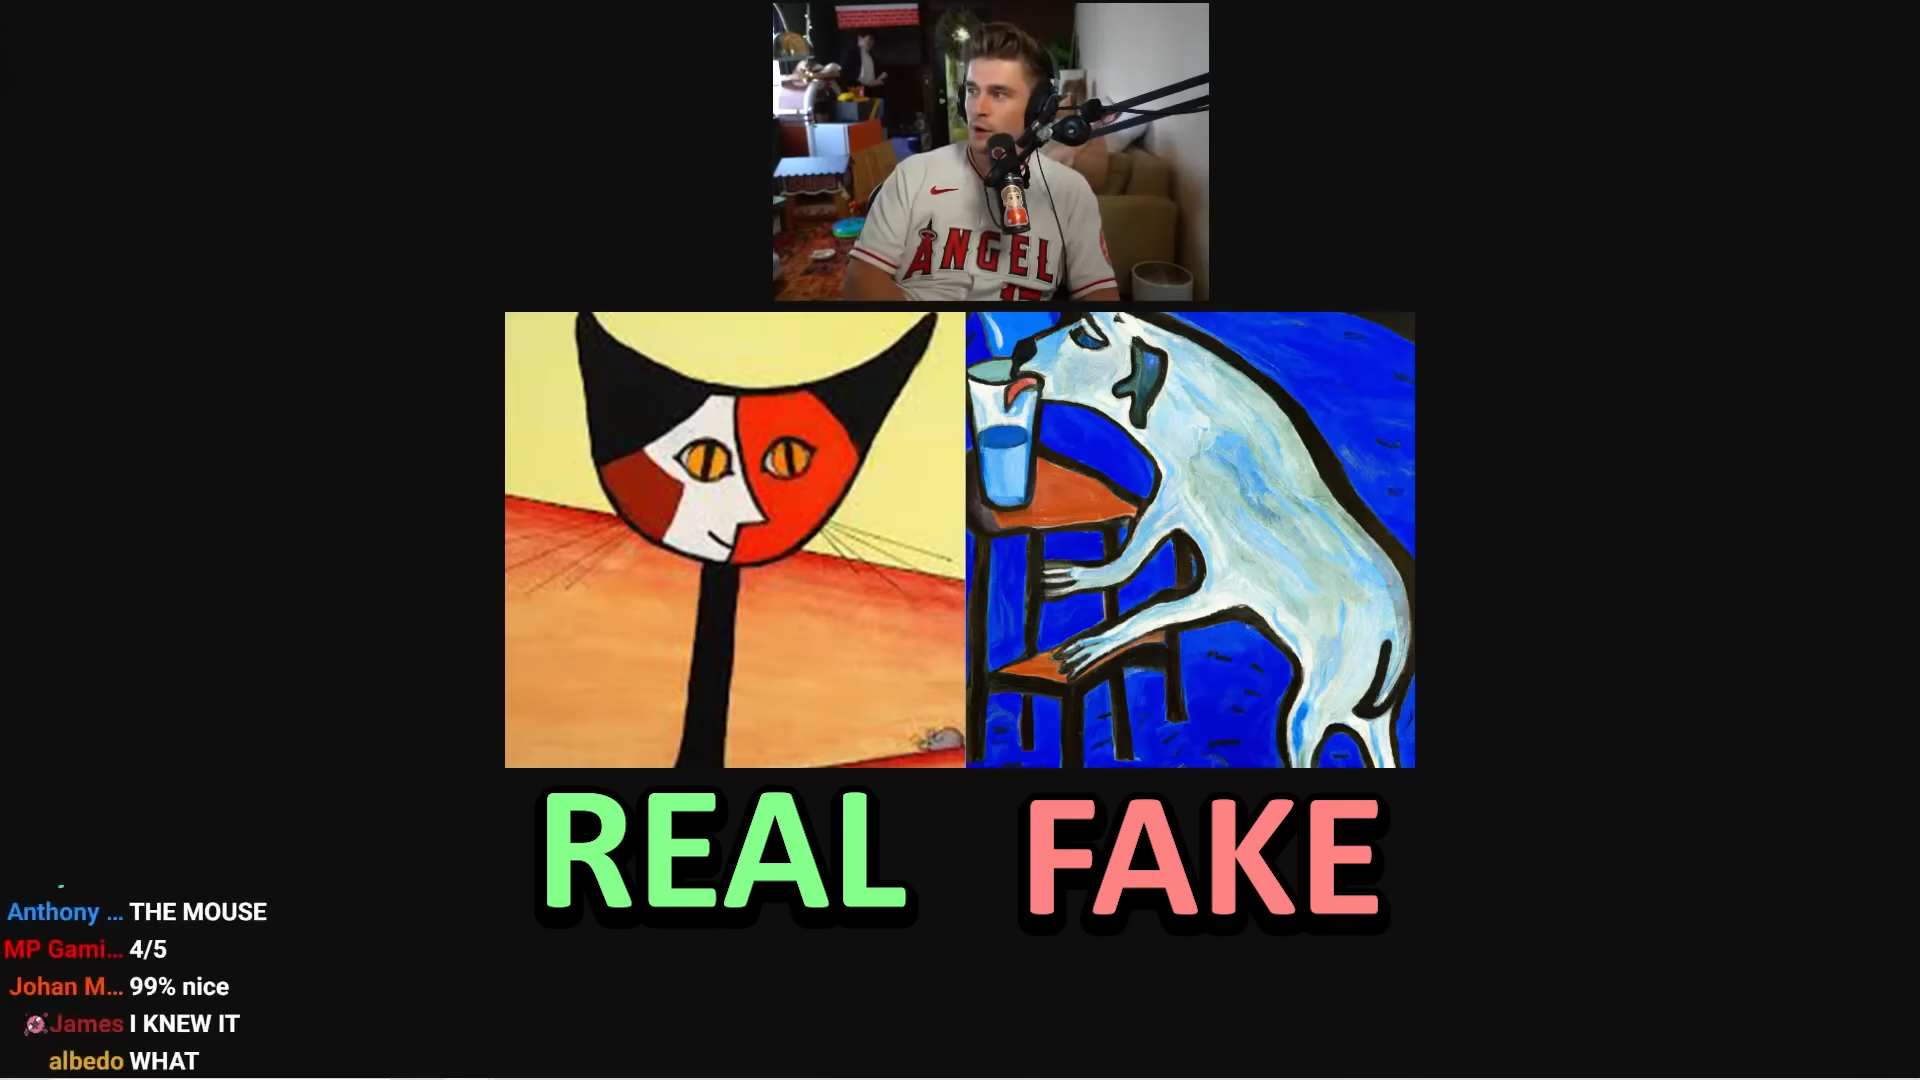 ANGEL
REAL FAKE
Anthony ... THE MOUSE
MP Gami... 4/5
Johan M... 99% nice
James I KNEW IT
albedo WHAT